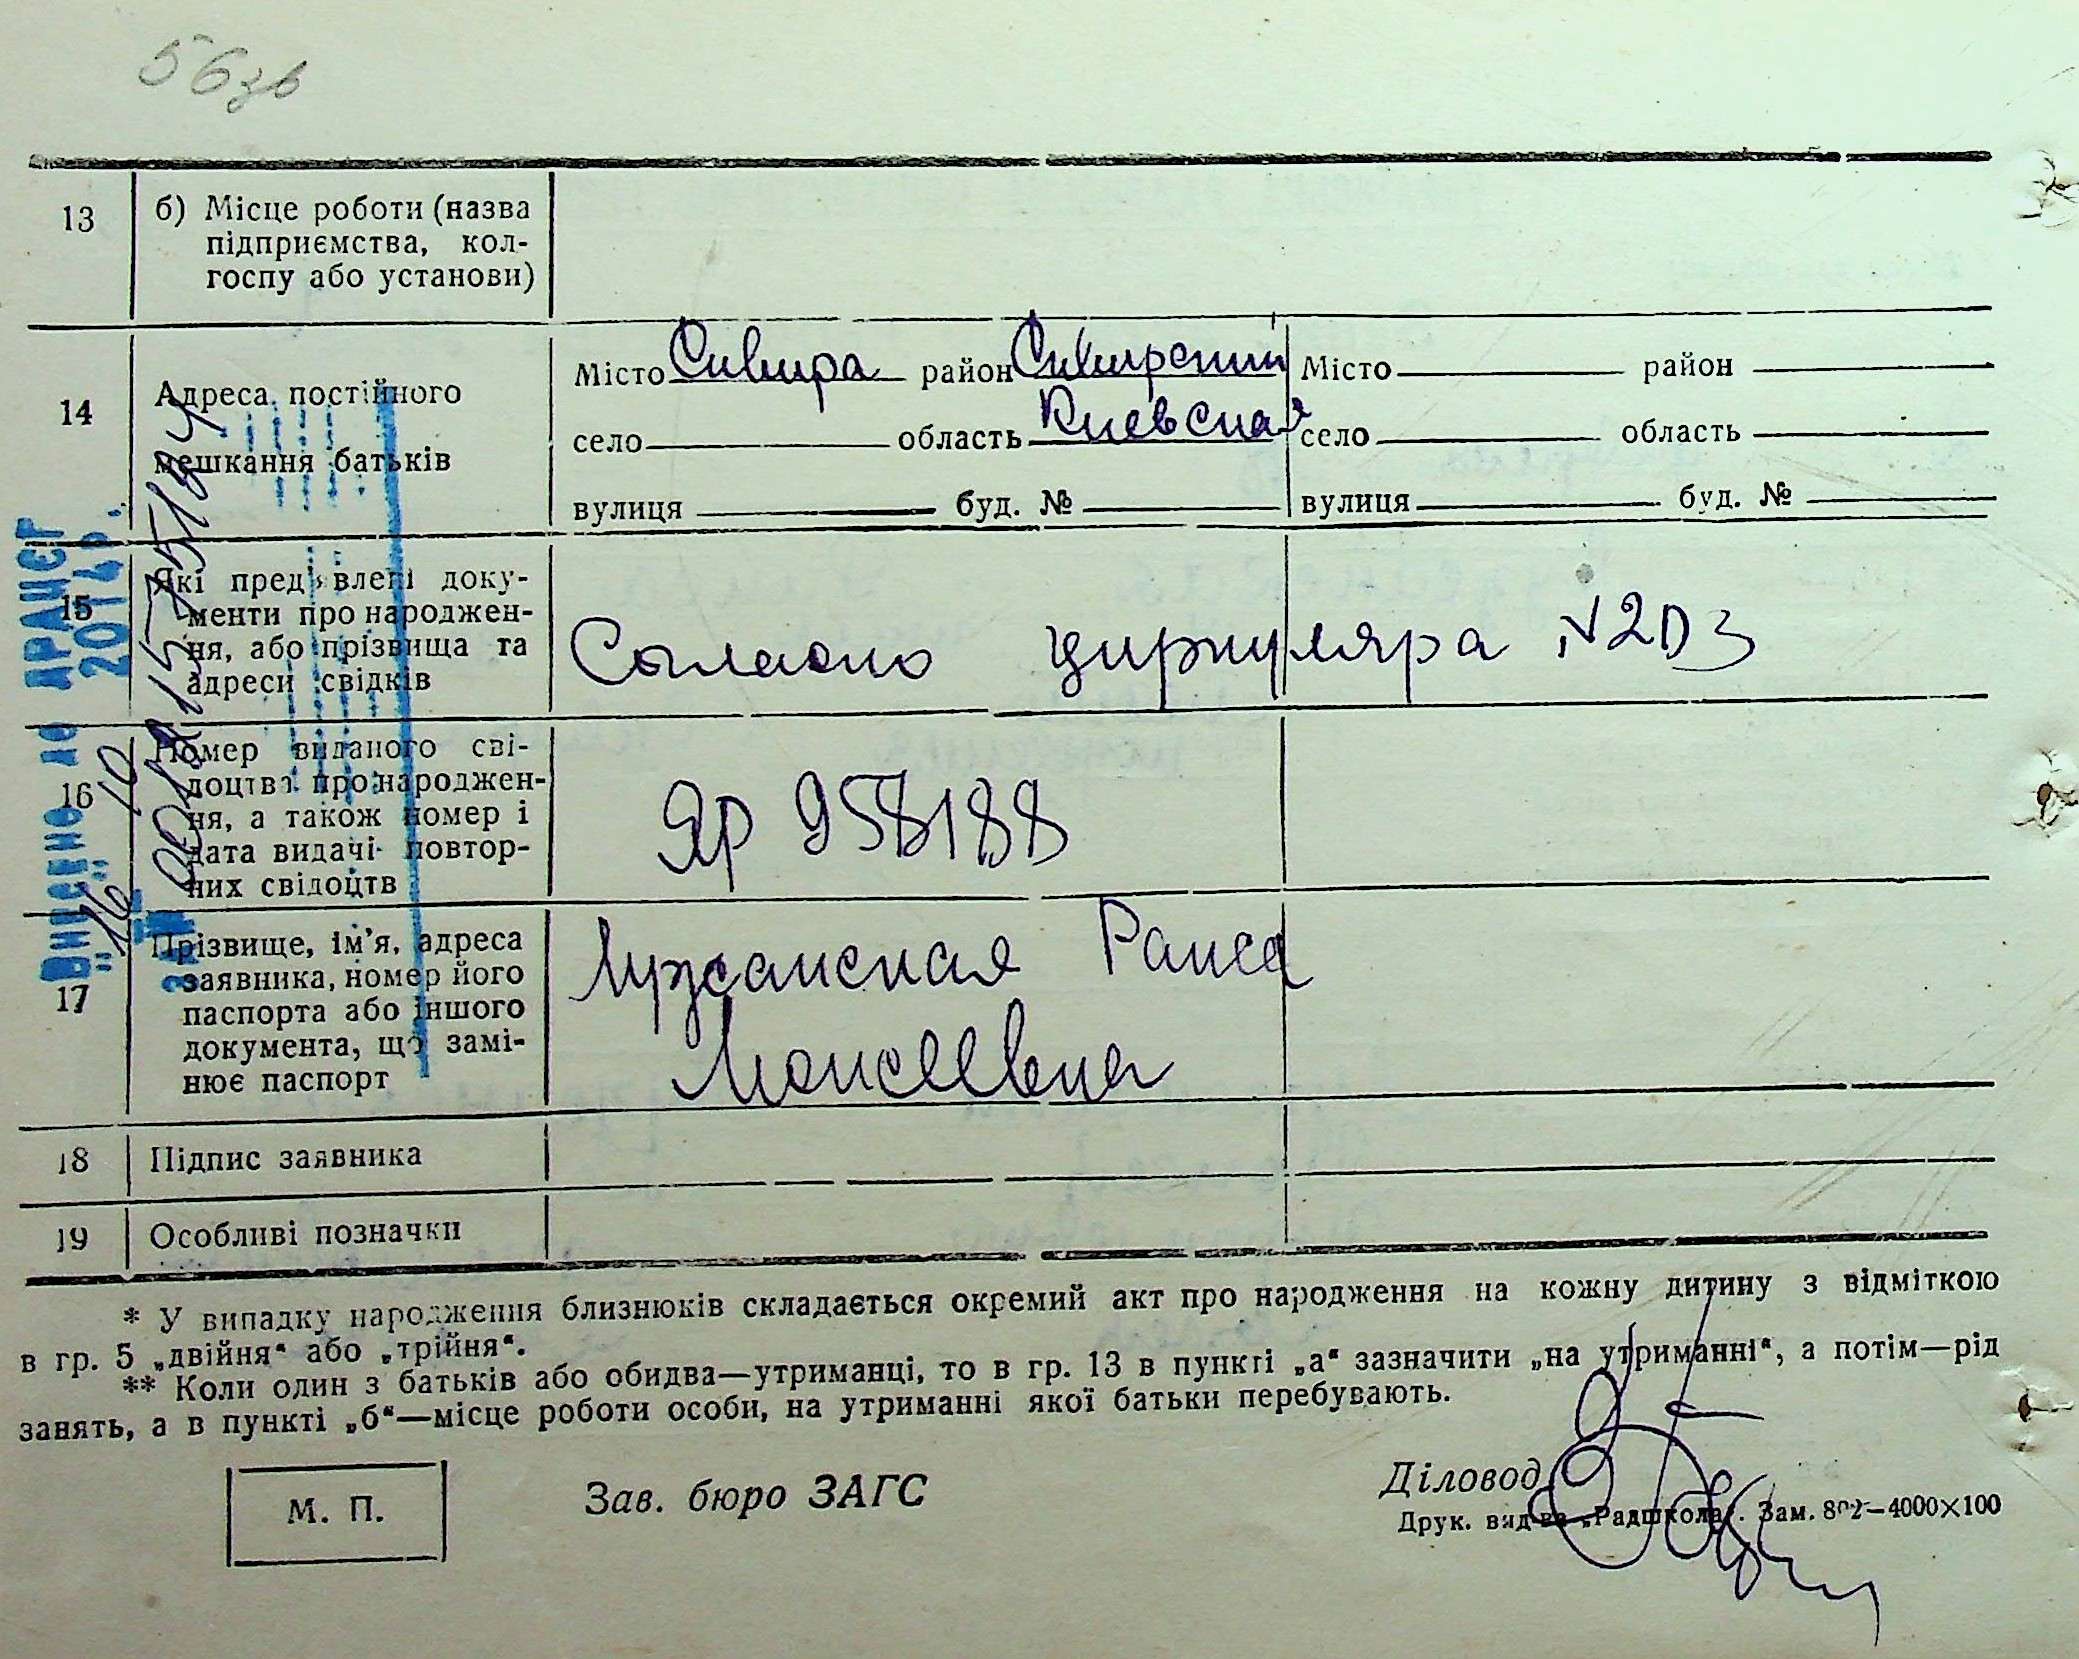 56зв
13
б) Місце роботи (назва
підприємства, кол-
госпу або установи)
14
Адреса постійного
мешкання батьків
Місто Сквира район Сквирский
село область Киевская
вулиця буд. №
Місто район
село область
вулиця буд. №
15
Які пред'явлені доку-
менти про народжен-
ня, або прізвища та
адреси свідків
Согласно циркуляра №203
16
Номер виданого сві-
доцтва про народжен-
ня, а також номер і
дата видачі повтор-
них свідоцтв
ЯР 958188
17
Прізвище, ім'я, адреса
заявника, номер його
паспорта або іншого
документа, що замі-
нює паспорт
Лужанская Раиса
Моисеевна
18
Підпис заявника
19
Особливі позначки
ВНЕСЕНО ДО ДРАЦСГ
"16" 10 2014р.
* У випадку народження близнюків складається окремий акт про народження на кожну дитину з відміткою
в гр. 5 „двійня“ або „трійня“.
** Коли один з батьків або обидва—утриманці, то в гр. 13 в пункті „а“ зазначити „на утриманні“, а потім—рід
занять, а в пункті „б“—місце роботи особи, на утриманні якої батьки перебувають.
М. П.
Зав. бюро ЗАГС
Діловод
Друк. вид-ва „Радшкола“. Зам. 802—4000×100